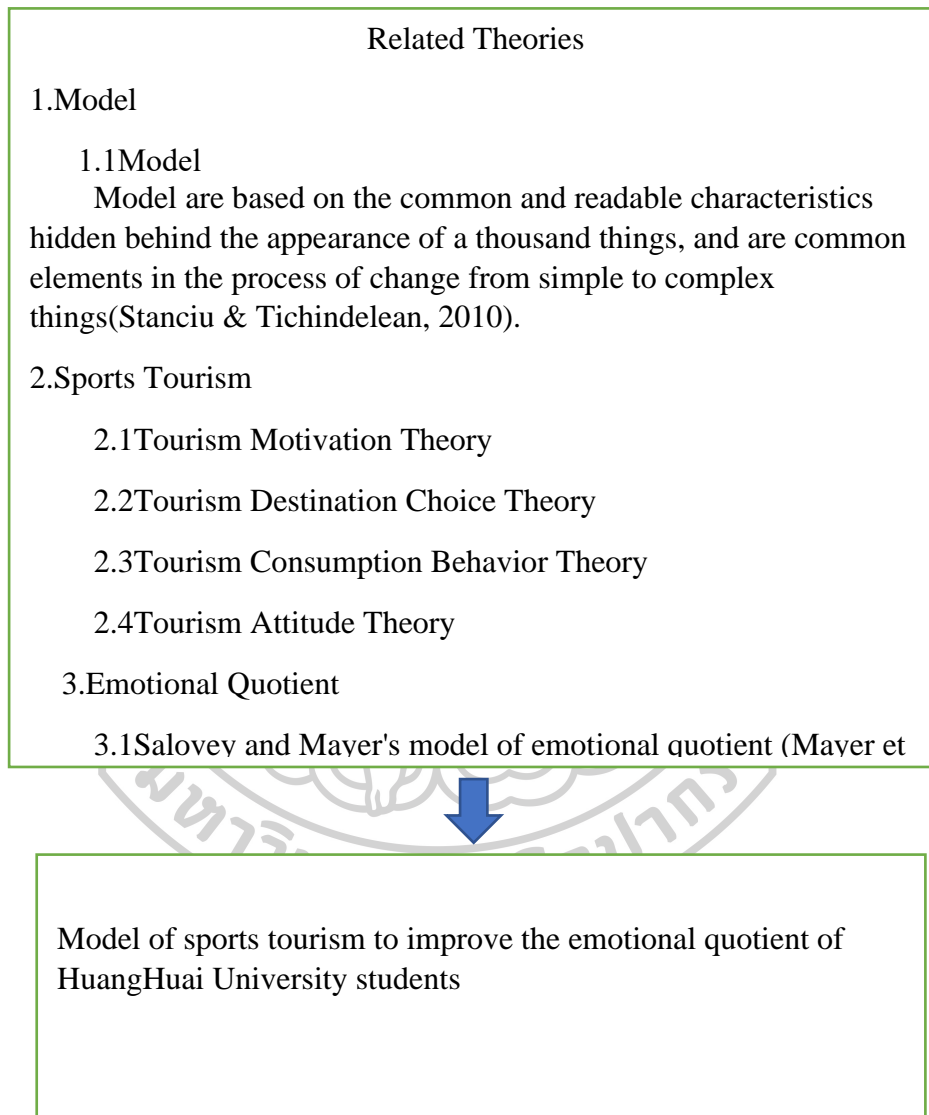 Related Theories
1.Model
1.1Model
Model are based on the common and readable characteristics
hidden behind the appearance of a thousand things, and are common
elements in the process of change from simple to complex
things(Stanciu & Tichindelean, 2010).
2.Sports Tourism
2.1Tourism Motivation Theory
2.2Tourism Destination Choice Theory
2.3Tourism Consumption Behavior Theory
2.4Tourism Attitude Theory
3.Emotional Quotient
3.1Salovey and Mayer's model of emotional quotient (Mayer et
Model of sports tourism to improve the emotional quotient of
HuangHuai University students